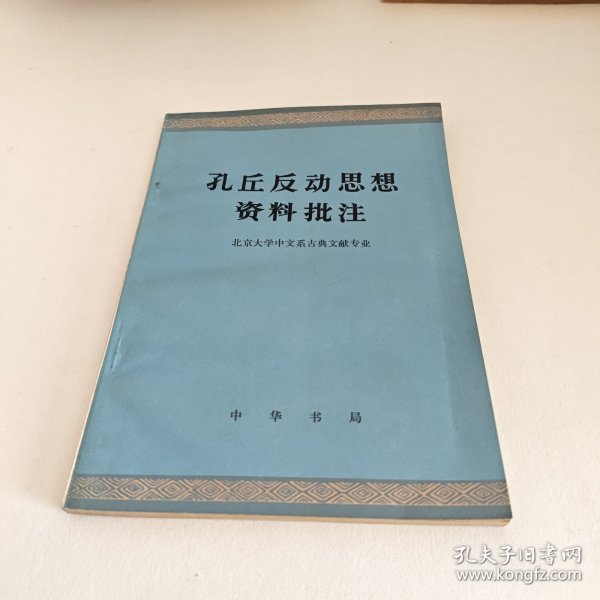 孔丘反动思想
资料批注
北京大学中文系古典文献专业
中华书局
孔夫子旧书网
www.kongfz.com